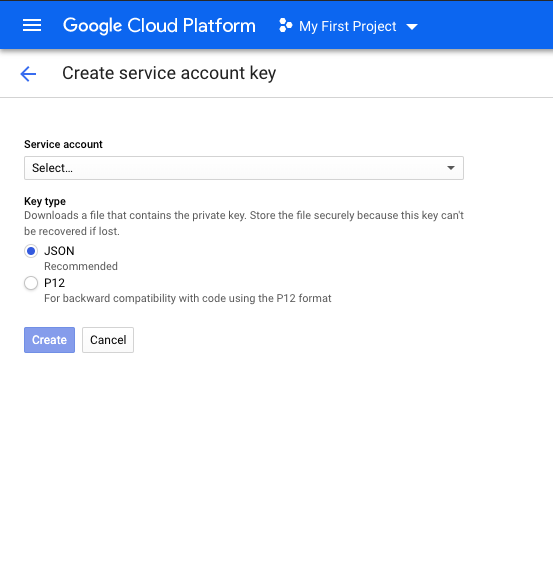 Google Cloud Platform My First Project
Create service account key
Service account
Select...
Key type
Downloads a file that contains the private key. Store the file securely because this key can't
be recovered if lost.
JSON
Recommended
P12
For backward compatibility with code using the P12 format
Create Cancel